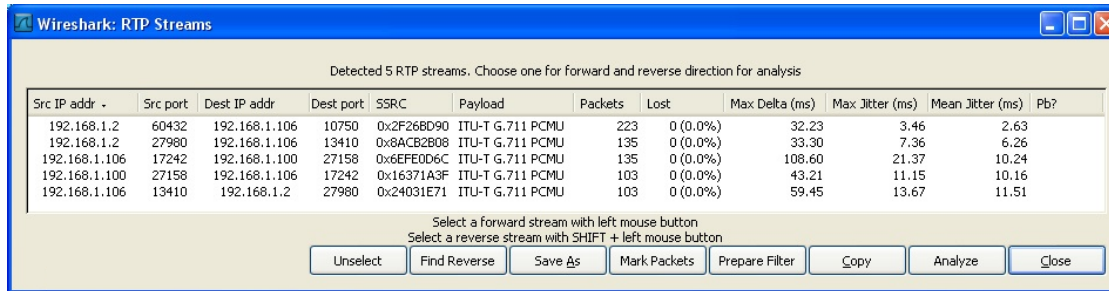 Wireshark: RTP Streams
Detected 5 RTP streams. Choose one for forward and reverse direction for analysis
Src IP addr Src port Dest IP addr Dest port SSRC Payload Packets Lost Max Delta (ms) Max Jitter (ms) Mean Jitter (ms) Pb?
192.168.1.2 60432 192.168.1.106 10750 0x2F26BD90 ITU-T G.711 PCMU 223 0 (0.0%) 32.23 3.46 2.63
192.168.1.2 27980 192.168.1.106 13410 0x8ACB2B08 ITU-T G.711 PCMU 135 0 (0.0%) 33.30 7.36 6.26
192.168.1.106 17242 192.168.1.100 27158 0x6EFE0D6C ITU-T G.711 PCMU 135 0 (0.0%) 108.60 21.37 10.24
192.168.1.100 27158 192.168.1.106 17242 0x16371A3F ITU-T G.711 PCMU 103 0 (0.0%) 43.21 11.15 10.16
192.168.1.106 13410 192.168.1.2 27980 0x24031E71 ITU-T G.711 PCMU 103 0 (0.0%) 59.45 13.67 11.51
Select a forward stream with left mouse button
Select a reverse stream with SHIFT + left mouse button
Unselect Find Reverse Save As Mark Packets Prepare Filter Copy Analyze Close